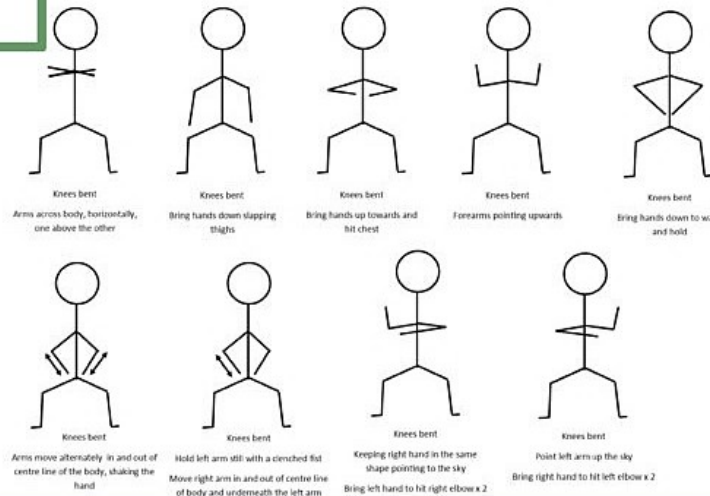 Knees bent
Arms across body, horizontally,
one above the other
Knees bent
Bring hands down slapping
thighs
Knees bent
Bring hands up towards and
hit chest
Knees bent
Forearms pointing upwards
Knees bent
Bring hands down to
and hold
Knees bent
Arms move alternately in and out of
centre line of the body, shaking the
hand
Knees bent
Hold left arm still with a clenched fist
Move right arm in and out of centre line
of body and underneath the left arm
Knees bent
Keeping right hand in the same
shape pointing to the sky
Bring left hand to hit right elbow x 2
Knees bent
Point left arm up the sky
Bring right hand to hit left elbow x 2